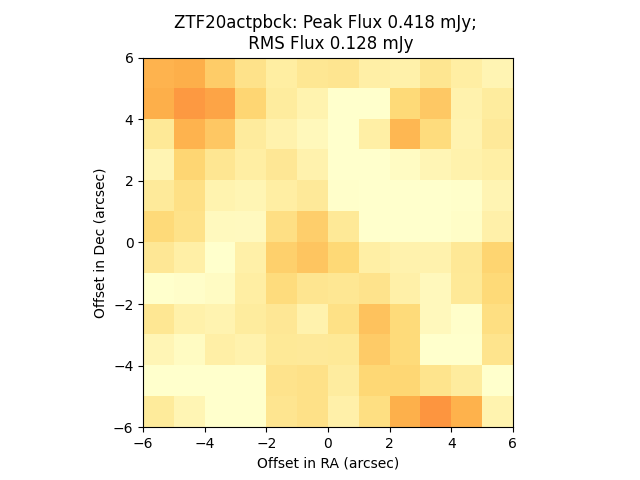 ZTF20actpbck: Peak Flux 0.418 mJy;
RMS Flux 0.128 mJy
6
4
2
0
−2
−4
−6
Offset in Dec (arcsec)
−6 −4 −2 0 2 4 6
Offset in RA (arcsec)